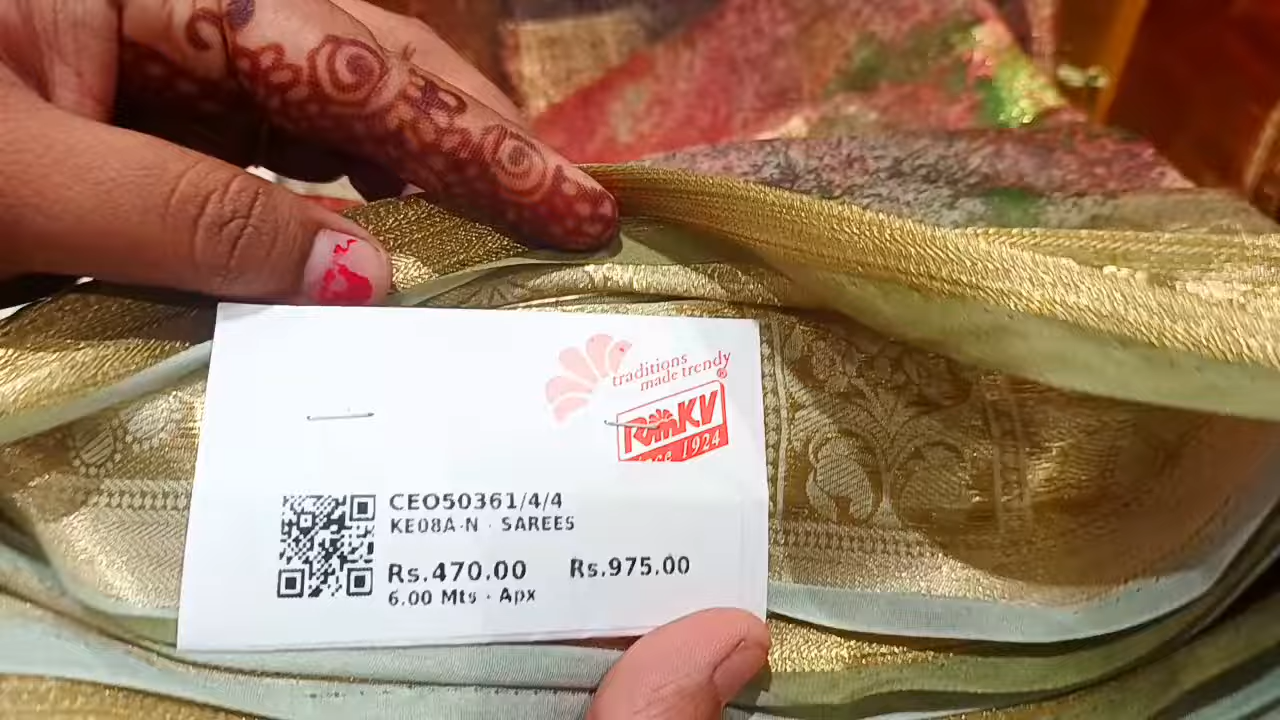 traditions
made trendy
®
RmKV
since 1924
CEO50361/4/4
KE08A-N · SAREES
Rs.470.00 Rs.975.00
6.00 Mts · Apx